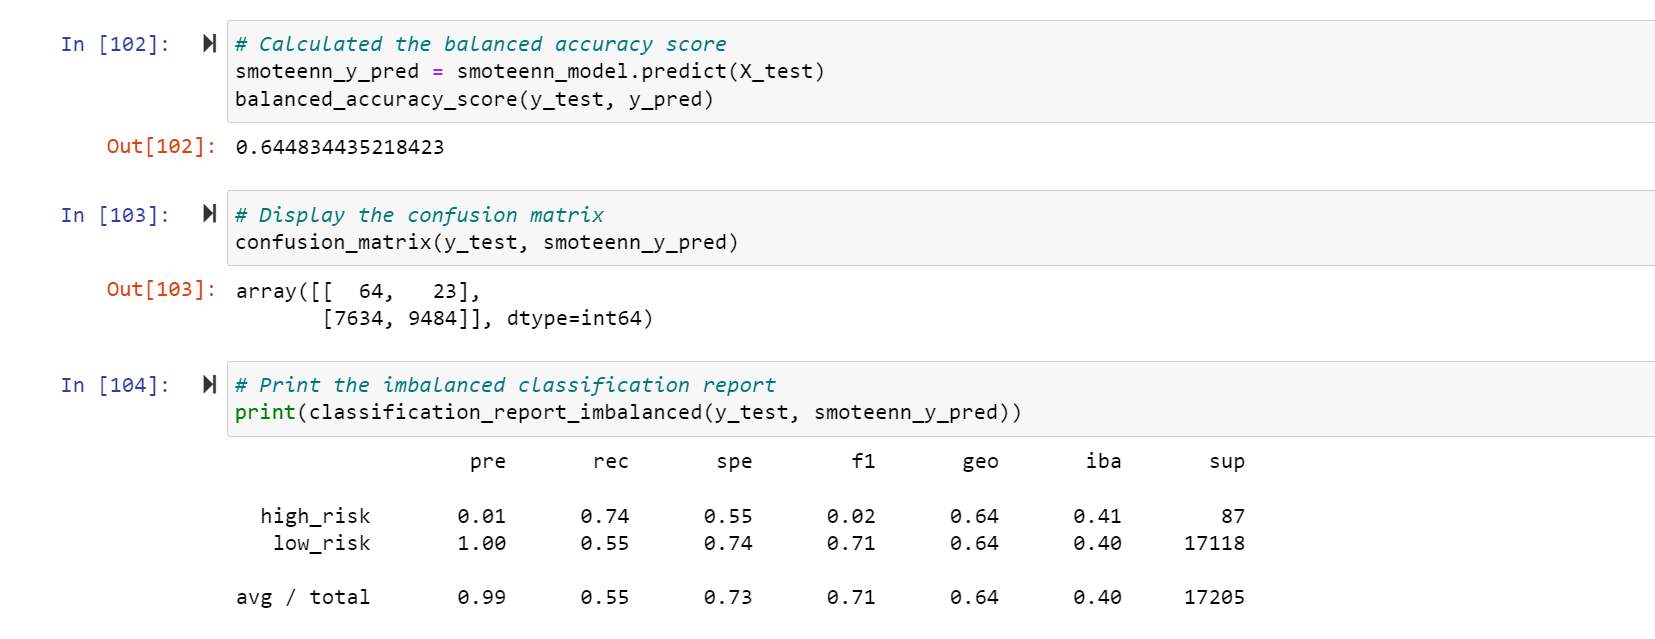 In [102]: # Calculated the balanced accuracy score
smoteenn_y_pred = smoteenn_model.predict(X_test)
balanced_accuracy_score(y_test, y_pred)
Out[102]: 0.644834435218423
In [103]: # Display the confusion matrix
confusion_matrix(y_test, smoteenn_y_pred)
Out[103]: array([[  64,   23],
       [7634, 9484]], dtype=int64)
In [104]: # Print the imbalanced classification report
print(classification_report_imbalanced(y_test, smoteenn_y_pred))
pre rec spe f1 geo iba sup
high_risk 0.01 0.74 0.55 0.02 0.64 0.41 87
low_risk 1.00 0.55 0.74 0.71 0.64 0.40 17118
avg / total 0.99 0.55 0.73 0.71 0.64 0.40 17205